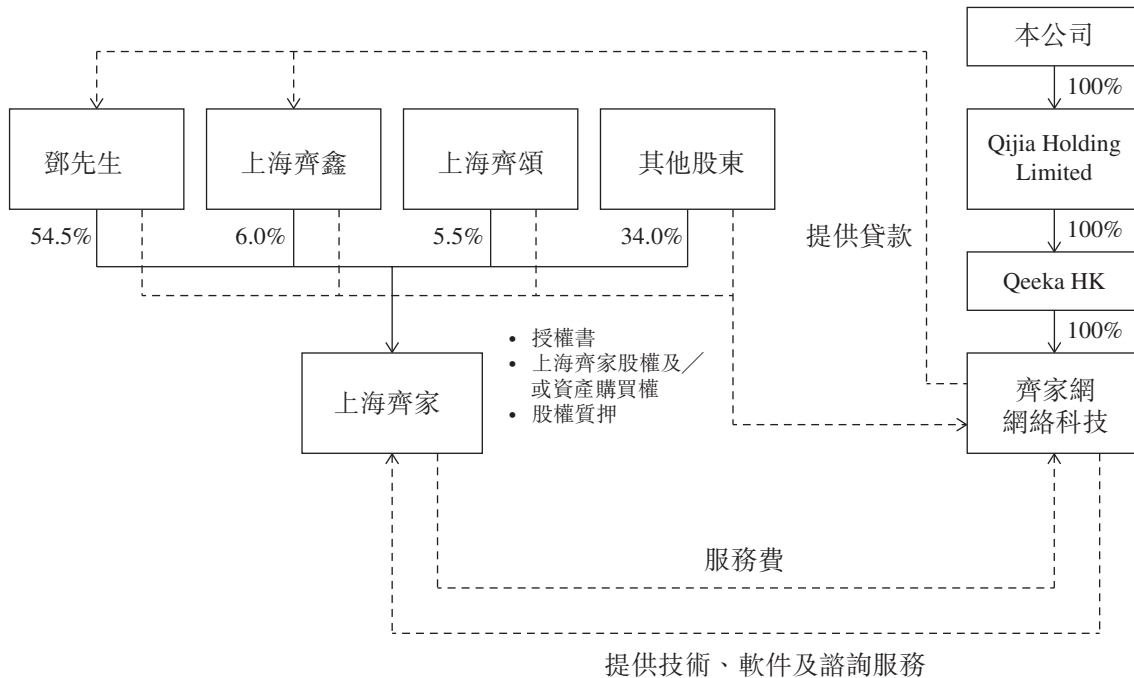 本公司
100%
鄧先生
上海齊鑫
上海齊頌
其他股東
Qijia Holding
Limited
54.5%
6.0%
5.5%
34.0%
提供貸款
100%
Qeeka HK
100%
• 授權書
• 上海齊家股權及╱
或資產購買權
• 股權質押
上海齊家
齊家網
網絡科技
服務費
提供技術、軟件及諮詢服務